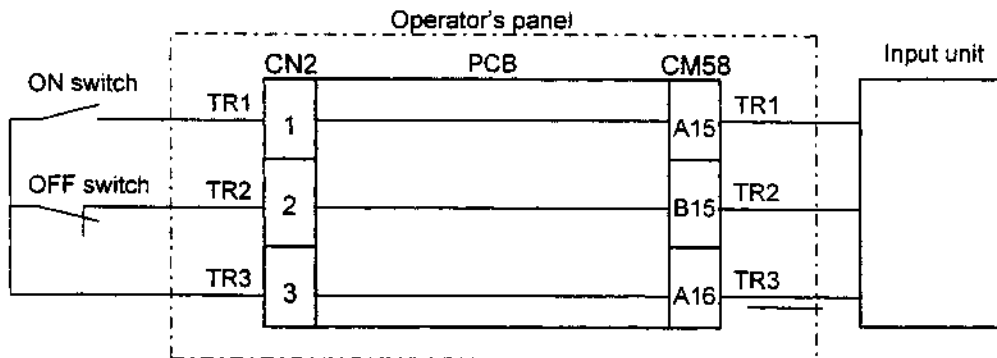 Operator's panel
CN2 PCB CM58 Input unit
ON switch
TR1 1 A15 TR1
OFF switch
TR2 2 B15 TR2
TR3 3 A16 TR3